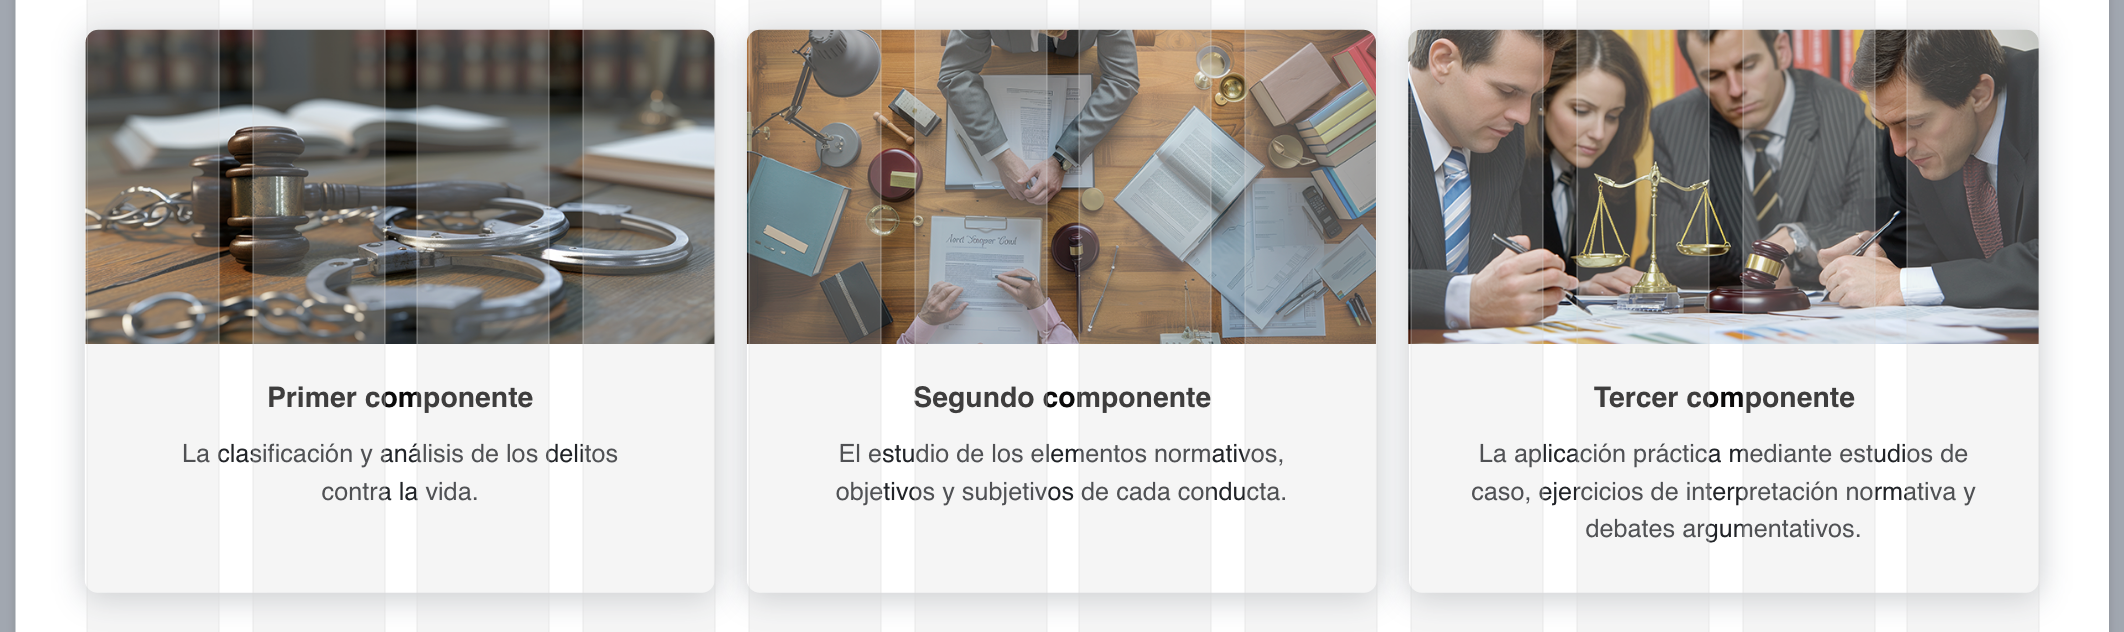 Primer componente
La clasificación y análisis de los delitos
contra la vida.
Segundo componente
El estudio de los elementos normativos,
objetivos y subjetivos de cada conducta.
Tercer componente
La aplicación práctica mediante estudios de
caso, ejercicios de interpretación normativa y
debates argumentativos.